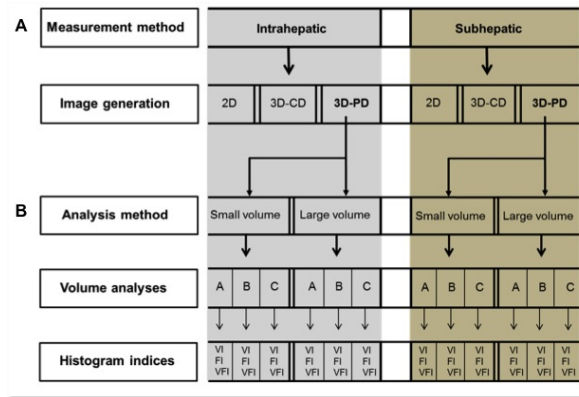 A
Measurement method Intrahepatic Subhepatic
Image generation 2D 3D-CD 3D-PD 2D 3D-CD 3D-PD
B
Analysis method Small volume Large volume Small volume Large volume
Volume analyses A B C A B C A B C A B C
Histogram indices VI VI VI VI VI VI VI VI VI VI VI VI
FI FI FI FI FI FI FI FI FI FI FI FI
VFI VFI VFI VFI VFI VFI VFI VFI VFI VFI VFI VFI